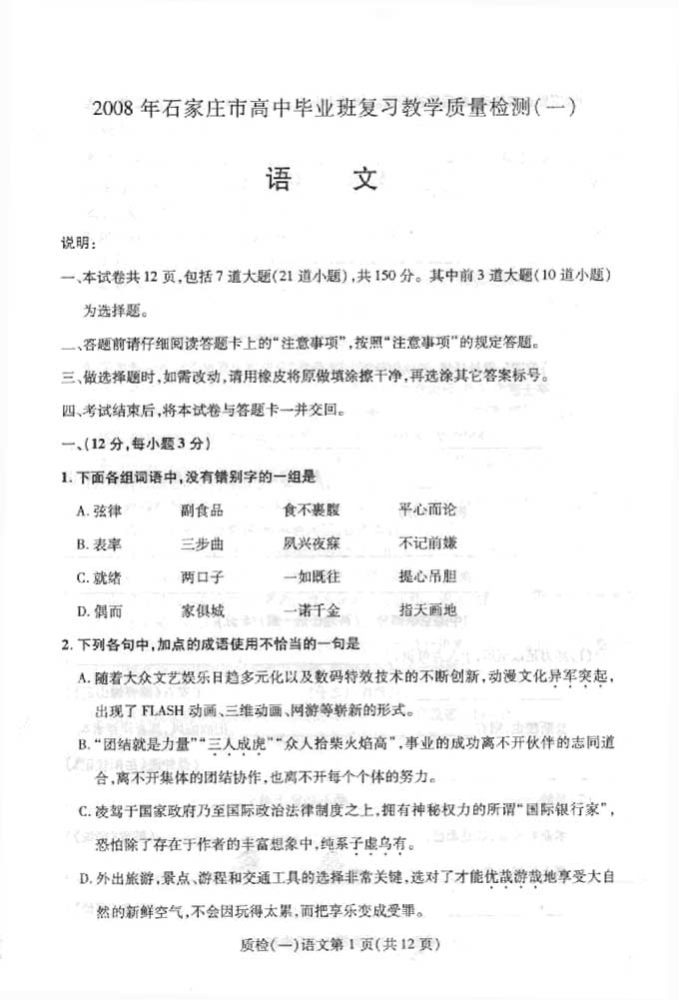 2008 年石家庄市高中毕业班复习教学质量检测(一)
语 文
说明:
一、本试卷共 12 页,包括 7 道大题(21 道小题),共 150 分。其中前 3 道大题(10 道小题)
为选择题。
二、答题前请仔细阅读答题卡上的“注意事项”,按照“注意事项”的规定答题。
三、做选择题时,如需改动,请用橡皮将原做填涂擦干净,再选涂其它答案标号。
四、考试结束后,将本试卷与答题卡一并交回。
一、(12 分,每小题 3 分)
1. 下面各组词语中,没有错别字的一组是
A. 弦律 副食品 食不裹腹 平心而论
B. 表率 三步曲 夙兴夜寐 不记前嫌
C. 就绪 两口子 一如既往 提心吊胆
D. 偶而 家俱城 一诺千金 指天画地
2. 下列各句中,加点的成语使用不恰当的一句是
A. 随着大众文艺娱乐日趋多元化以及数码特效技术的不断创新,动漫文化异军突起,
出现了 FLASH 动画、三维动画、网游等崭新的形式。
B. “团结就是力量”“三人成虎”“众人拾柴火焰高”,事业的成功离不开伙伴的志同道
合,离不开集体的团结协作,也离不开每个个体的努力。
C. 凌驾于国家政府乃至国际政治法律制度之上,拥有神秘权力的所谓“国际银行家”,
恐怕除了存在于作者的丰富想象中,纯系子虚乌有。
D. 外出旅游,景点、游程和交通工具的选择非常关键,选对了才能优哉游哉地享受大自
然的新鲜空气,不会因玩得太累,而把享乐变成受罪。
质检(一)语文第 1 页(共 12 页)